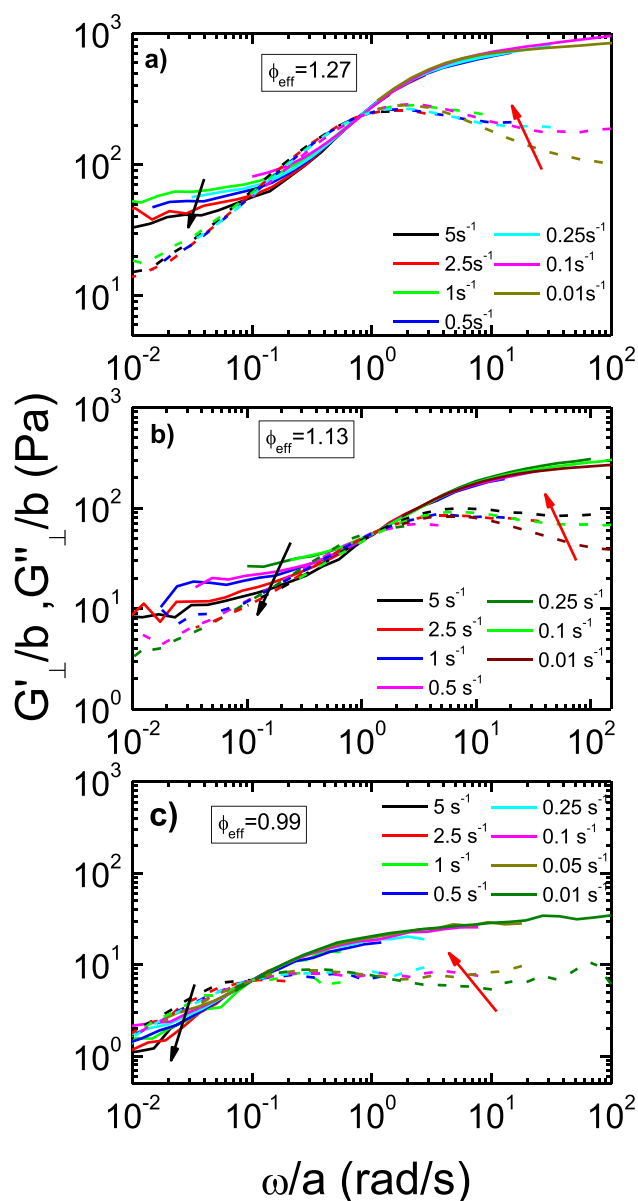 G'⊥/b ,G"⊥/b (Pa)
a)
ϕeff=1.27
10³
10²
10¹
5s⁻¹
0.25s⁻¹
2.5s⁻¹
0.1s⁻¹
1s⁻¹
0.01s⁻¹
0.5s⁻¹
10⁻² 10⁻¹ 10⁰ 10¹ 10²
b)
ϕeff=1.13
10³
10²
10¹
10⁰
5 s⁻¹
0.25 s⁻¹
2.5 s⁻¹
0.1 s⁻¹
1 s⁻¹
0.01 s⁻¹
0.5 s⁻¹
10⁻² 10⁻¹ 10⁰ 10¹ 10²
c)
ϕeff=0.99
10³
10²
10¹
10⁰
5 s⁻¹
0.25 s⁻¹
2.5 s⁻¹
0.1 s⁻¹
1 s⁻¹
0.05 s⁻¹
0.5 s⁻¹
0.01 s⁻¹
10⁻² 10⁻¹ 10⁰ 10¹ 10²
ω/a (rad/s)